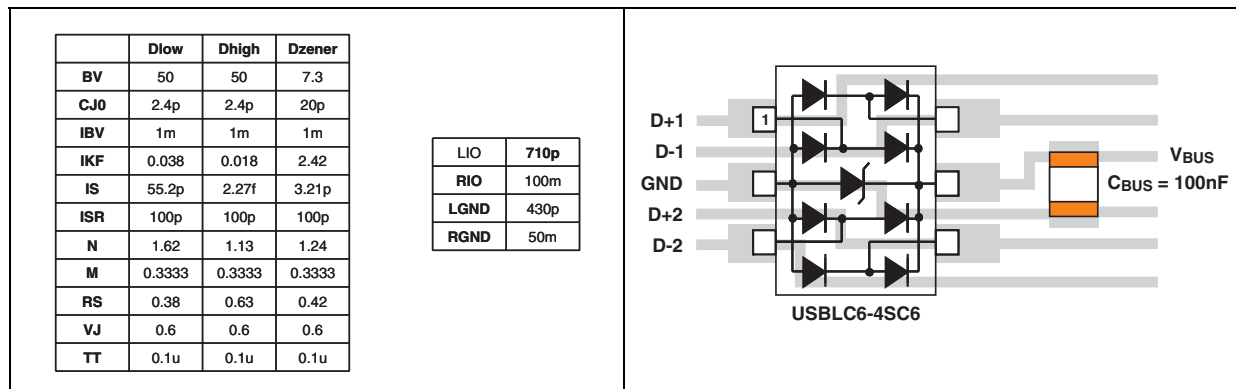 Dlow Dhigh Dzener
BV 50 50 7.3
CJ0 2.4p 2.4p 20p
IBV 1m 1m 1m
IKF 0.038 0.018 2.42
IS 55.2p 2.27f 3.21p
ISR 100p 100p 100p
N 1.62 1.13 1.24
M 0.3333 0.3333 0.3333
RS 0.38 0.63 0.42
VJ 0.6 0.6 0.6
TT 0.1u 0.1u 0.1u
LIO 710p
RIO 100m
LGND 430p
RGND 50m
D+1
1
D-1
GND
D+2
D-2
VBUS
CBUS = 100nF
USBLC6-4SC6